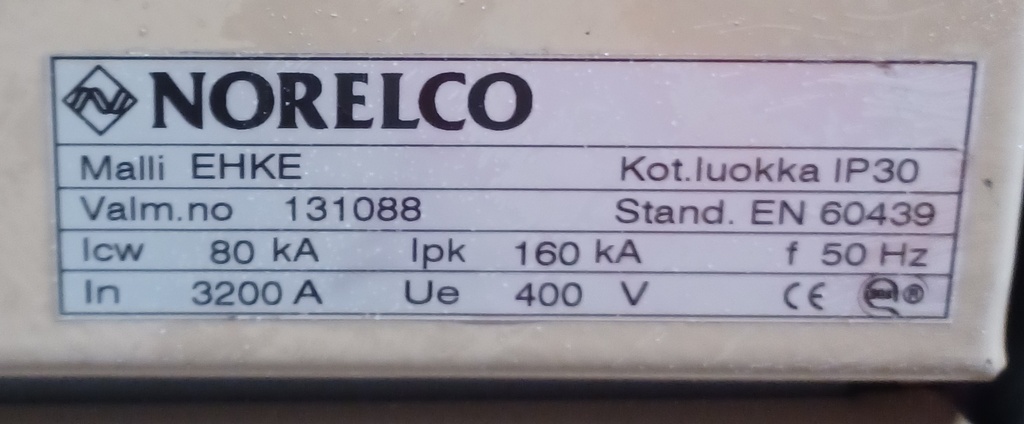 NORELCO
Malli EHKE Kot.luokka IP30
Valm.no 131088 Stand. EN 60439
Icw 80 kA Ipk 160 kA f 50 Hz
In 3200 A Ue 400 V CE ®